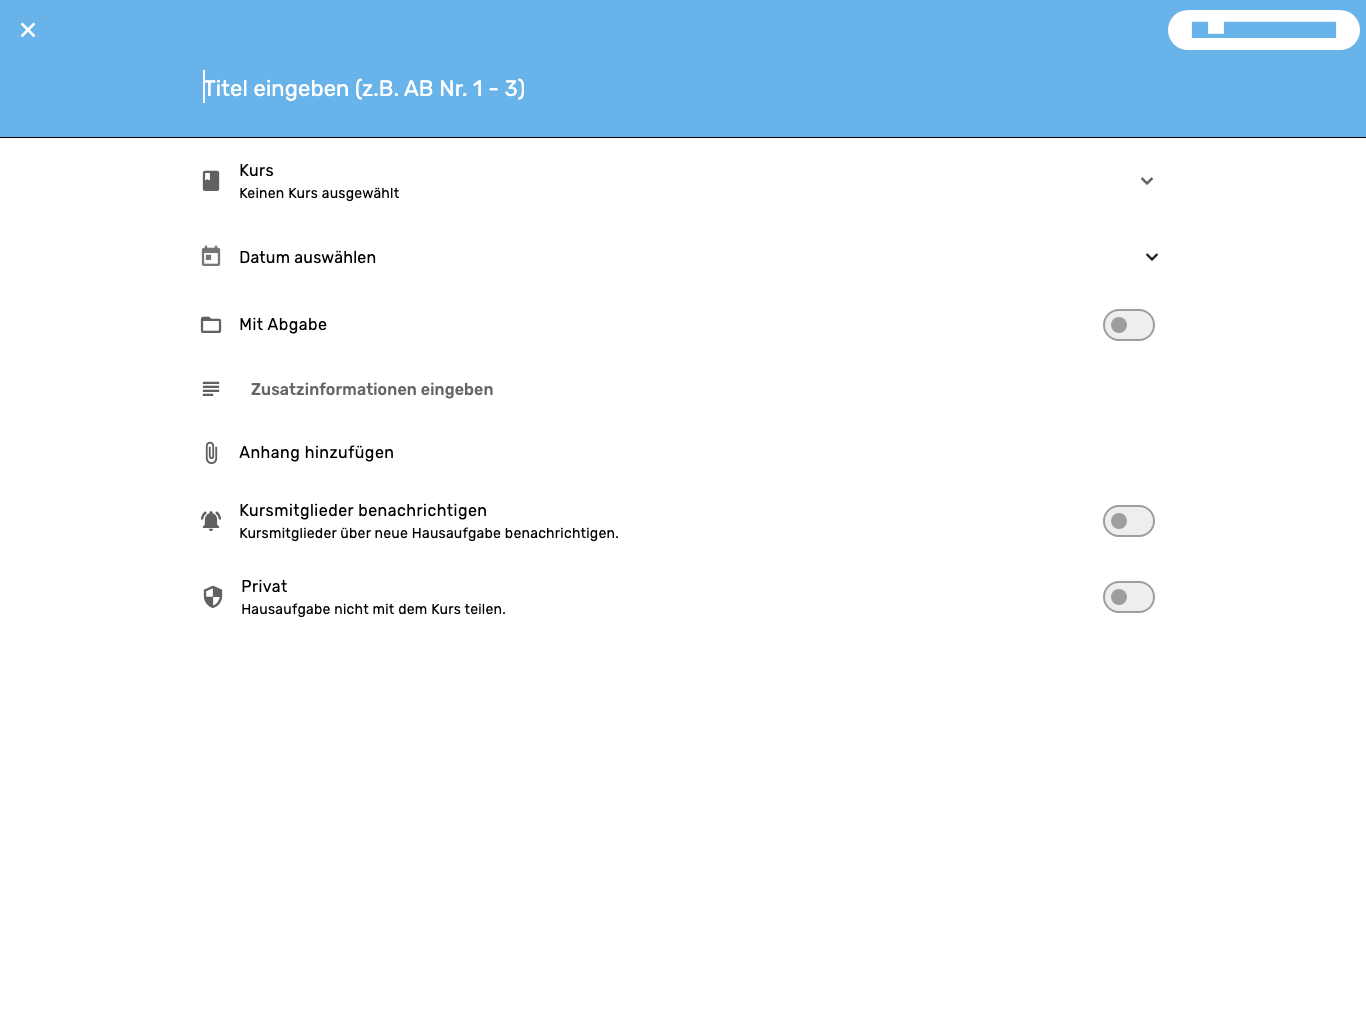 Titel eingeben (z.B. AB Nr. 1 - 3)
Kurs
Keinen Kurs ausgewählt
Datum auswählen
Mit Abgabe
Zusatzinformationen eingeben
Anhang hinzufügen
Kursmitglieder benachrichtigen
Kursmitglieder über neue Hausaufgabe benachrichtigen.
Privat
Hausaufgabe nicht mit dem Kurs teilen.